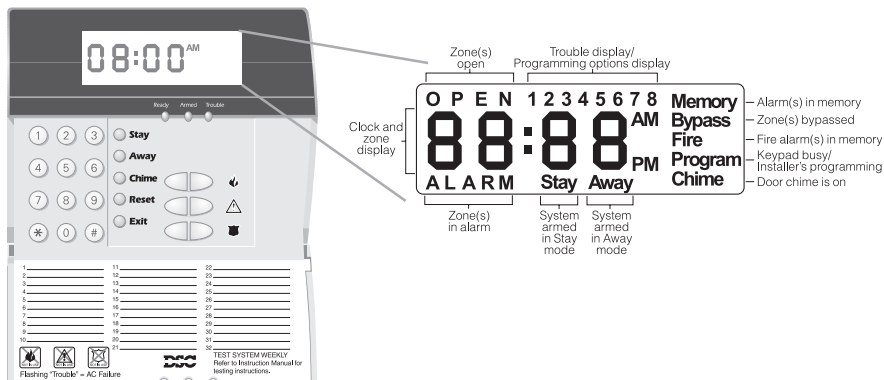 08:00 AM
Ready Armed Trouble
1 2 3
4 5 6
7 8 9
* 0 #
Stay
Away
Chime
Reset
Exit
1
2
3
4
5
6
7
8
9
10
11
12
13
14
15
16
17
18
19
20
21
22
23
24
25
26
27
28
29
30
31
32
Flashing "Trouble" = AC Failure
DSC
TEST SYSTEM WEEKLY
Refer to Instruction Manual for
testing instructions.
Zone(s)
open
Trouble display/
Programming options display
Clock and
zone
display
OPEN 1 2 3 4 5 6 7 8
88:88
AM
PM
ALARM Stay Away
Memory
Bypass
Fire
Program
Chime
Alarm(s) in memory
Zone(s) bypassed
Fire alarm(s) in memory
Keypad busy/
Installer's programming
Door chime is on
Zone(s)
in alarm
System
armed
in Stay
mode
System
armed
in Away
mode